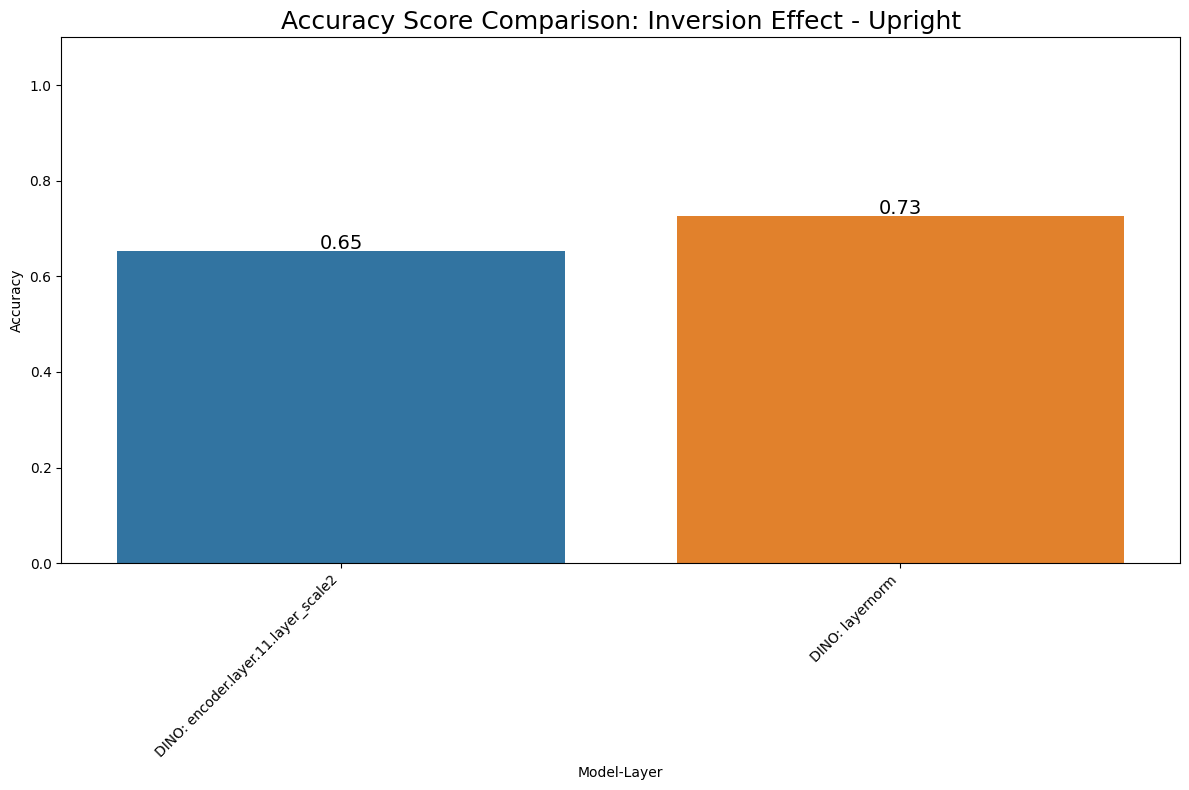 Accuracy Score Comparison: Inversion Effect - Upright
1.0
0.8
0.6
0.4
0.2
0.0
Accuracy
0.65
0.73
DINO: encoder.layer.11.layer_scale2
DINO: layernorm
Model-Layer